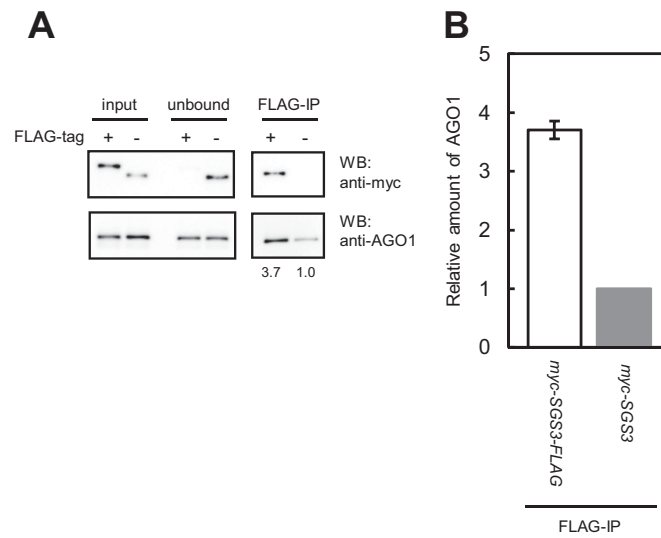 A
input unbound FLAG-IP
FLAG-tag + - + - + -
WB:
anti-myc
WB:
anti-AGO1
3.7 1.0
B
Relative amount of AGO1
5
4
3
2
1
0
myc-SGS3-FLAG
myc-SGS3
FLAG-IP